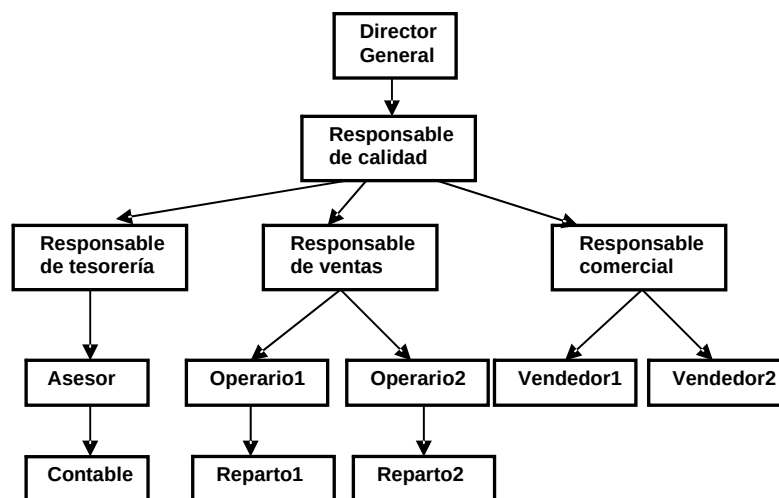 Director
General
Responsable
de calidad
Responsable
de tesorería
Responsable
de ventas
Responsable
comercial
Asesor
Operario1
Operario2
Vendedor1
Vendedor2
Contable
Reparto1
Reparto2